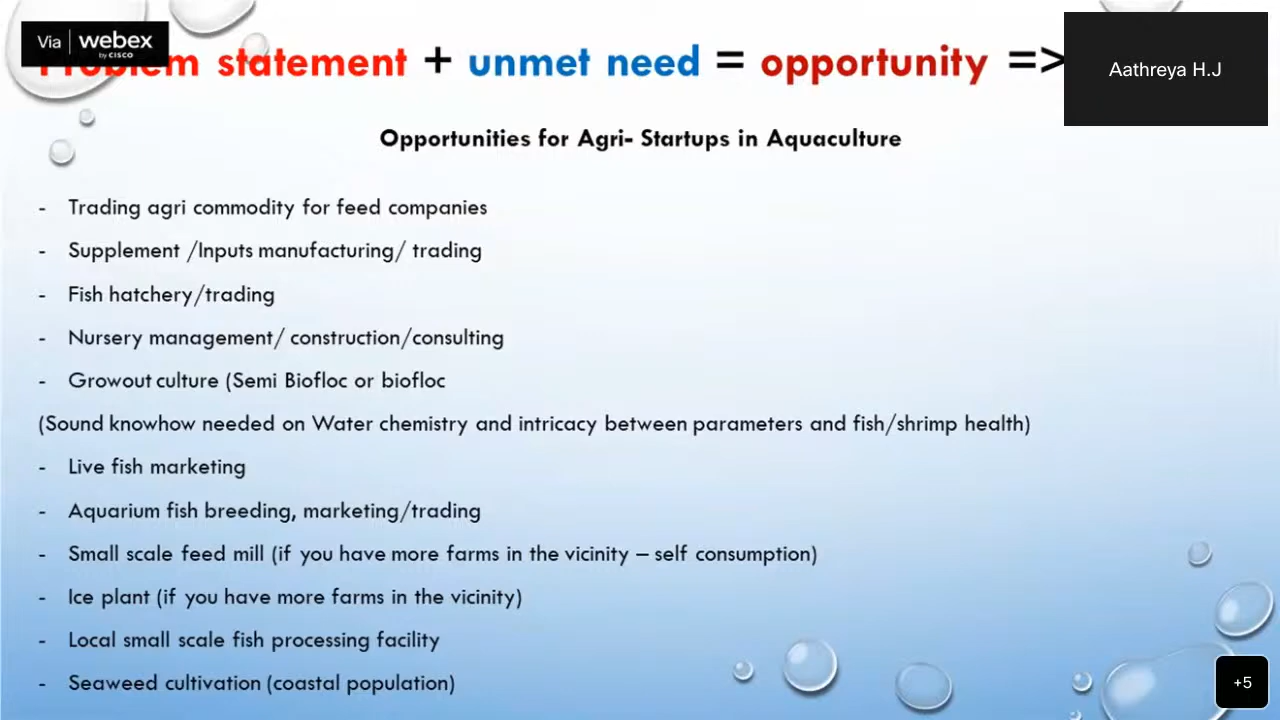 Via webex
by CISCO
statement + unmet need = opportunity =>
Aathreya H.J
Opportunities for Agri- Startups in Aquaculture
- Trading agri commodity for feed companies
- Supplement /Inputs manufacturing/ trading
- Fish hatchery/trading
- Nursery management/ construction/consulting
- Growout culture (Semi Biofloc or biofloc
(Sound knowhow needed on Water chemistry and intricacy between parameters and fish/shrimp health)
- Live fish marketing
- Aquarium fish breeding, marketing/trading
- Small scale feed mill (if you have more farms in the vicinity – self consumption)
- Ice plant (if you have more farms in the vicinity)
- Local small scale fish processing facility
- Seaweed cultivation (coastal population)
+5